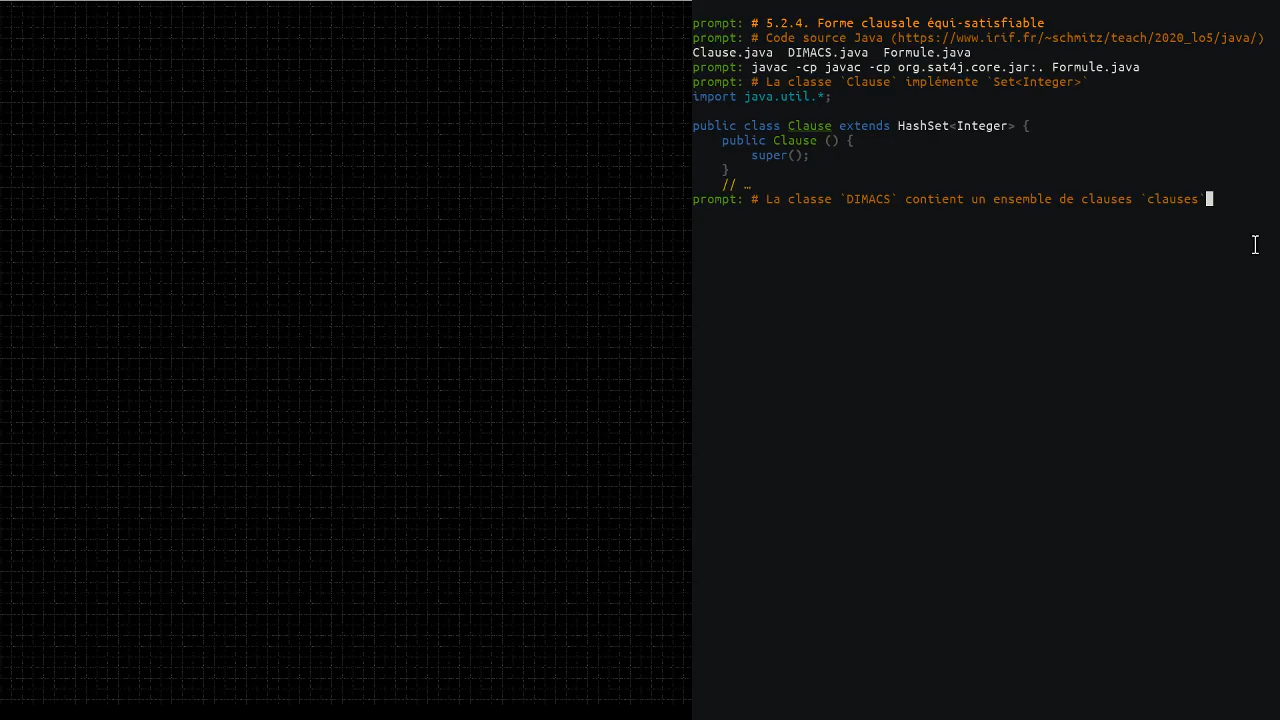 prompt: # 5.2.4. Forme clausale équi-satisfiable
prompt: # Code source Java (https://www.irif.fr/~schmitz/teach/2020_lo5/java/)
Clause.java  DIMACS.java  Formule.java
prompt: javac -cp javac -cp org.sat4j.core.jar:. Formule.java
prompt: # La classe `Clause` implémente `Set<Integer>`
import java.util.*;

public class Clause extends HashSet<Integer> {
    public Clause () {
        super();
    }
    // …
prompt: # La classe `DIMACS` contient un ensemble de clauses `clauses`